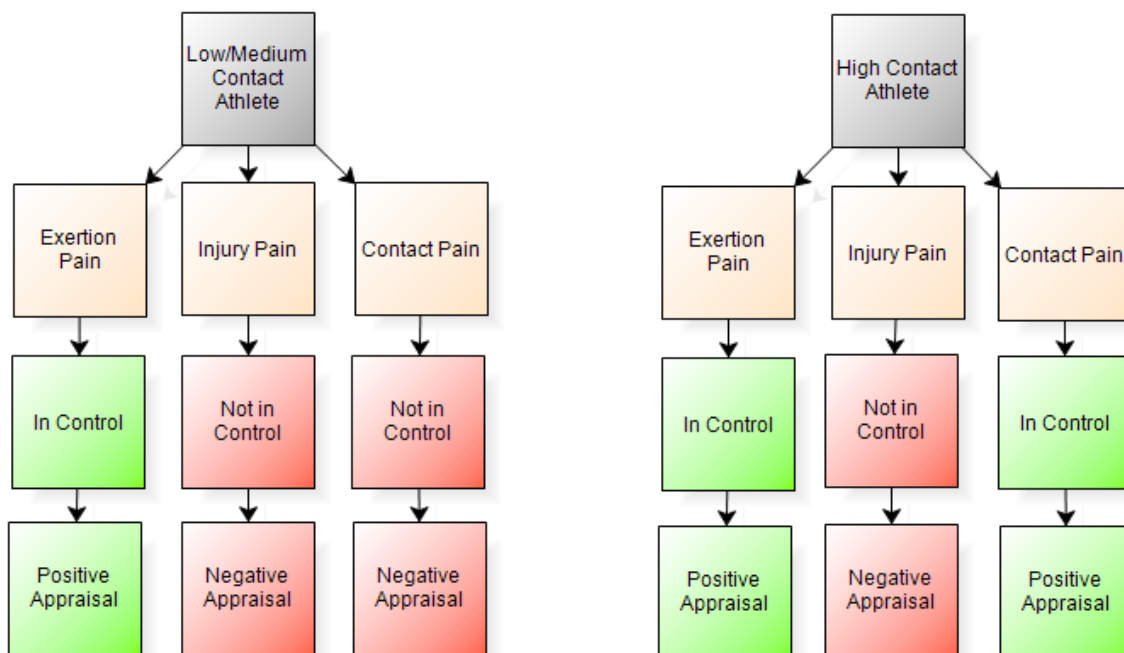 Low/Medium
Contact
Athlete
Exertion
Pain
Injury Pain
Contact Pain
In Control
Not in
Control
Not in
Control
Positive
Appraisal
Negative
Appraisal
Negative
Appraisal
High Contact
Athlete
Exertion
Pain
Injury Pain
Contact Pain
In Control
Not in
Control
In Control
Positive
Appraisal
Negative
Appraisal
Positive
Appraisal